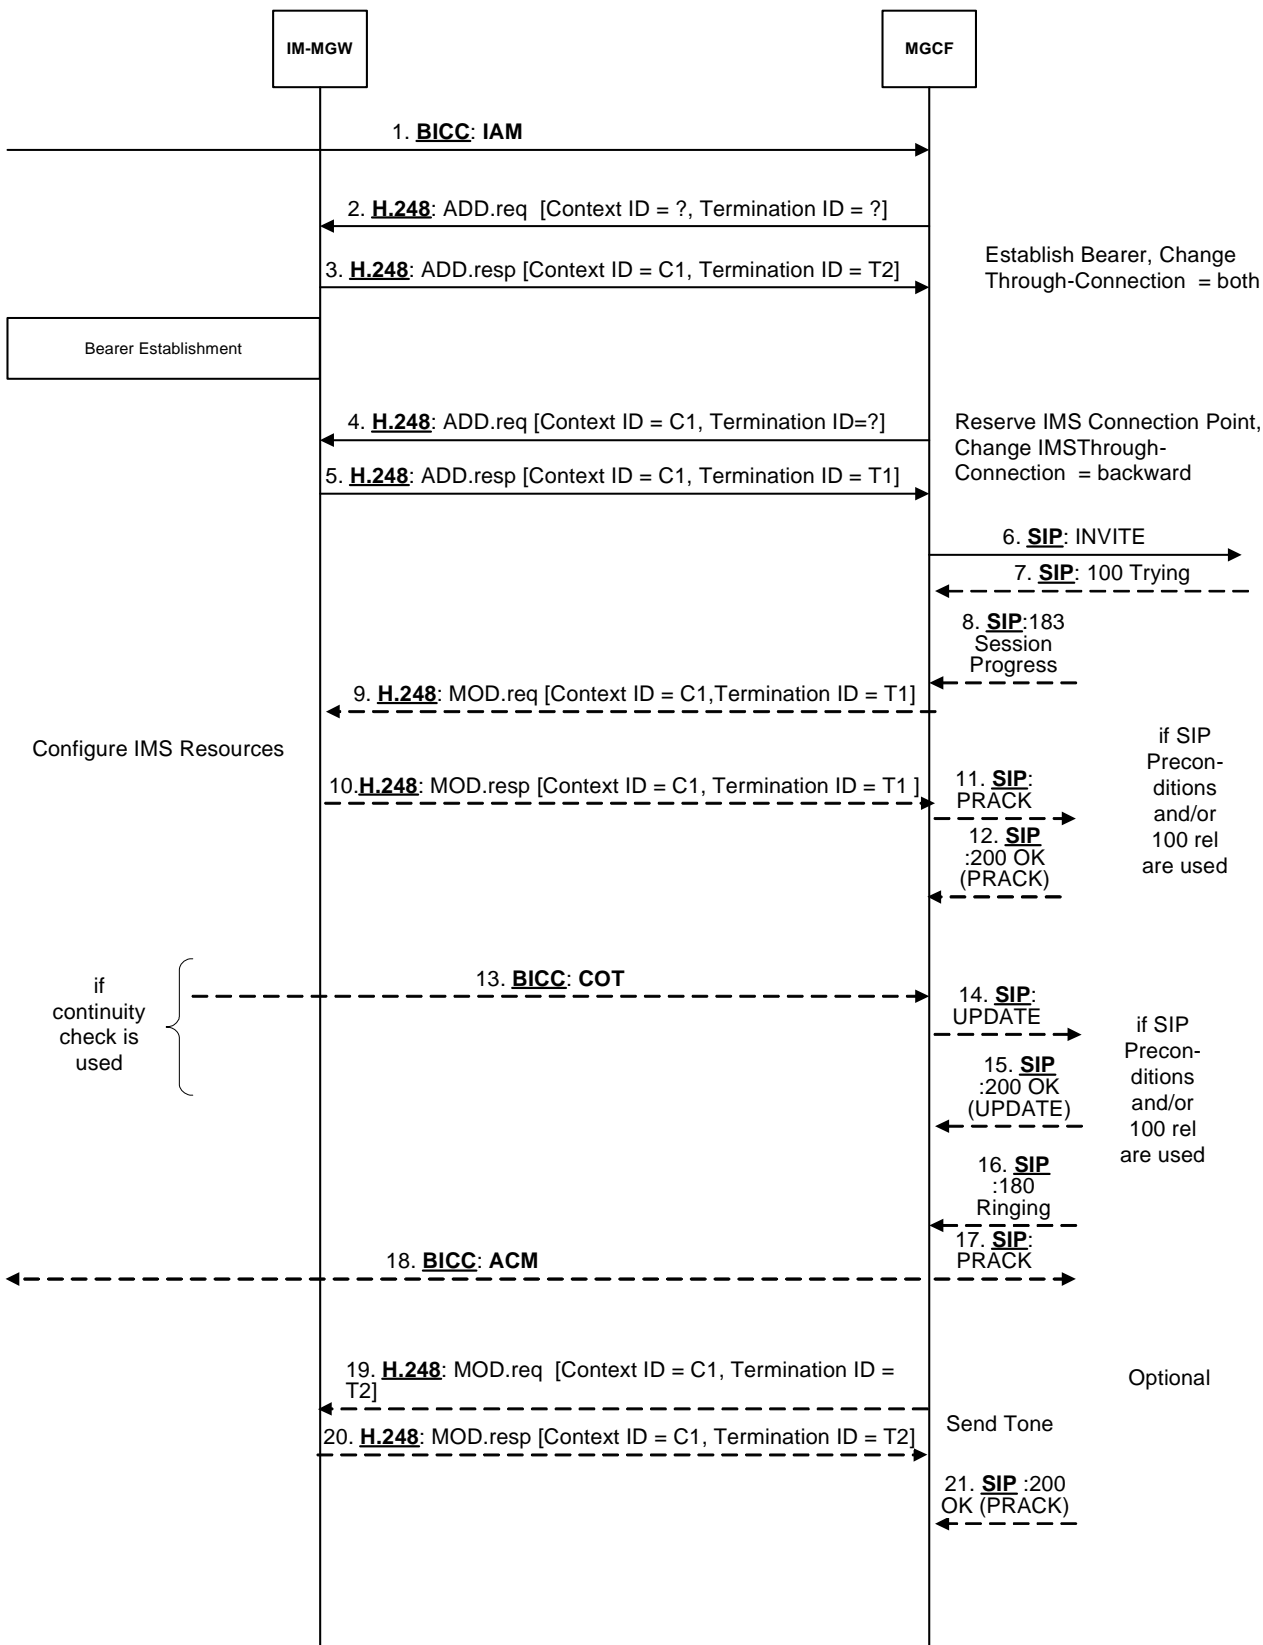 IM-MGW
MGCF
1. BICC: IAM
2. H.248: ADD.req  [Context ID = ?, Termination ID = ?]
3. H.248: ADD.resp [Context ID = C1, Termination ID = T2]
Establish Bearer, Change
Through-Connection  = both
Bearer Establishment
4. H.248: ADD.req [Context ID = C1, Termination ID=?]
Reserve IMS Connection Point,
Change IMSThrough-
Connection  = backward
5. H.248: ADD.resp [Context ID = C1, Termination ID = T1]
6. SIP: INVITE
7. SIP: 100 Trying
8. SIP:183
Session
Progress
9. H.248: MOD.req [Context ID = C1,Termination ID = T1]
Configure IMS Resources
if SIP
Precon-
ditions
and/or
100 rel
are used
10.H.248: MOD.resp [Context ID = C1, Termination ID = T1 ]
11. SIP:
PRACK
12. SIP
:200 OK
(PRACK)
13. BICC: COT
if
continuity
check is
used
14. SIP:
UPDATE
15. SIP
:200 OK
(UPDATE)
if SIP
Precon-
ditions
and/or
100 rel
are used
16. SIP
:180
Ringing
17. SIP:
PRACK
18. BICC: ACM
19. H.248: MOD.req  [Context ID = C1, Termination ID =
T2]
Optional
Send Tone
20. H.248: MOD.resp [Context ID = C1, Termination ID = T2]
21. SIP :200
OK (PRACK)